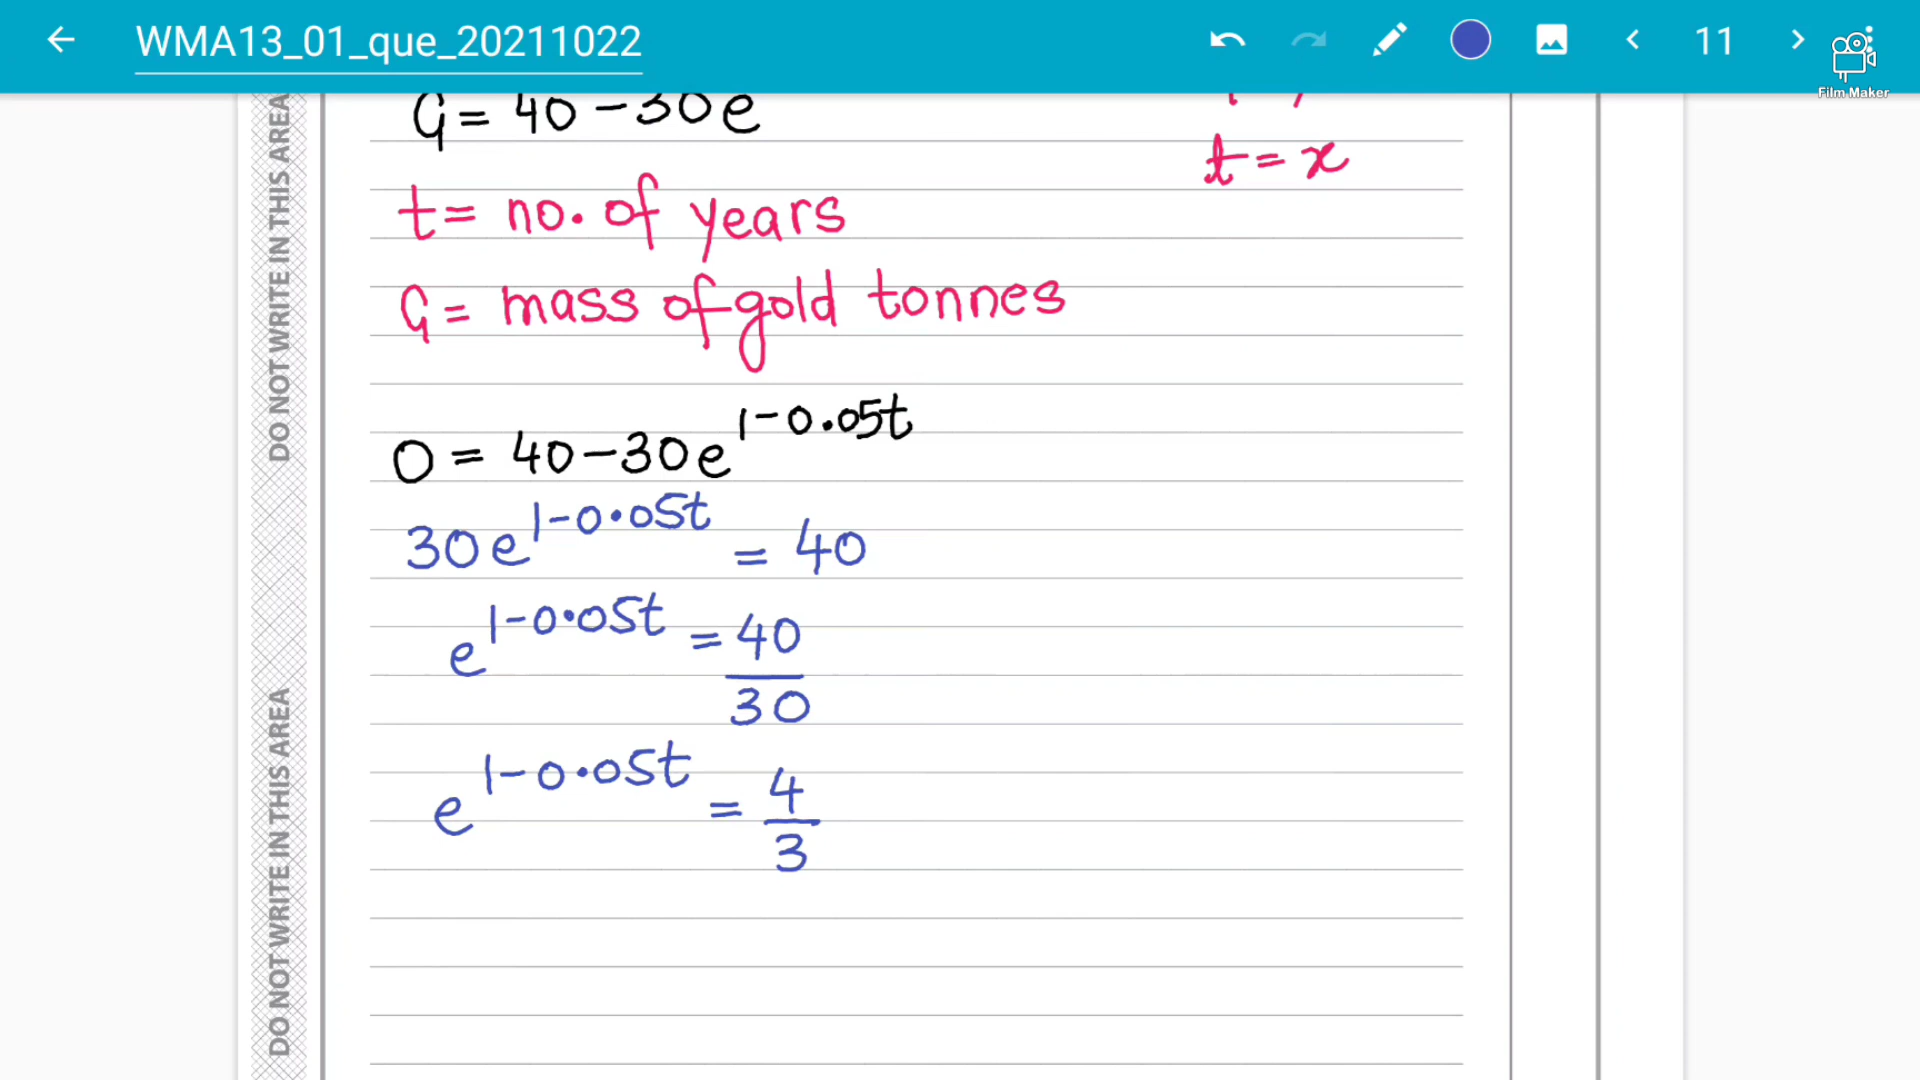 WMA13_01_que_20211022
11
Film Maker
G = 40 - 30e
t = x
t = no. of years
G = mass of gold tonnes
0 = 40 - 30e^{1-0.05t}
30e^{1-0.05t} = 40
e^{1-0.05t} = 40/30
e^{1-0.05t} = 4/3
DO NOT WRITE IN THIS AREA
DO NOT WRITE IN THIS AREA